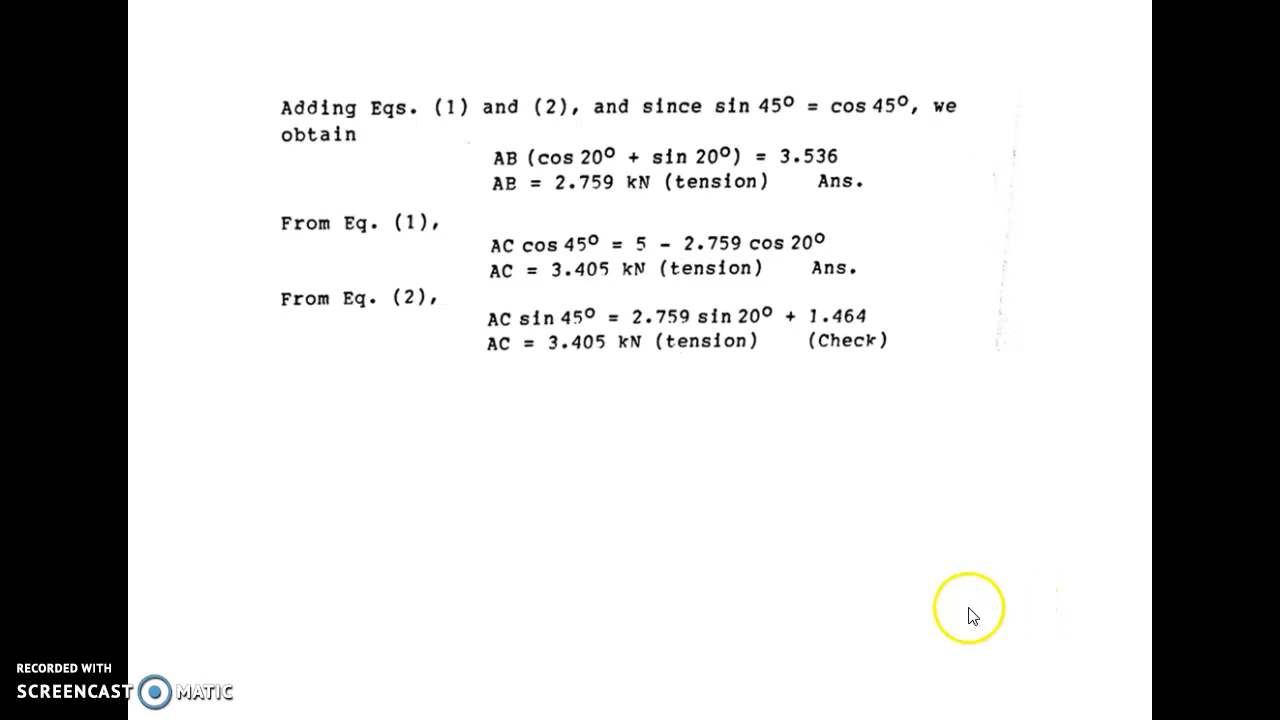 Adding Eqs. (1) and (2), and since sin 45° = cos 45°, we
obtain
AB (cos 20° + sin 20°) = 3.536
AB = 2.759 kN (tension) Ans.
From Eq. (1),
AC cos 45° = 5 - 2.759 cos 20°
AC = 3.405 kN (tension) Ans.
From Eq. (2),
AC sin 45° = 2.759 sin 20° + 1.464
AC = 3.405 kN (tension) (Check)
RECORDED WITH
SCREENCAST MATIC